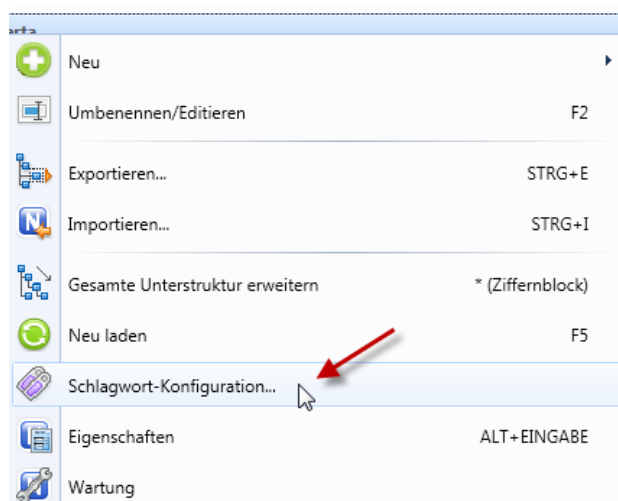 Neu
Umbenennen/Editieren F2
Exportieren... STRG+E
Importieren... STRG+I
Gesamte Unterstruktur erweitern * (Ziffernblock)
Neu laden F5
Schlagwort-Konfiguration...
Eigenschaften ALT+EINGABE
Wartung